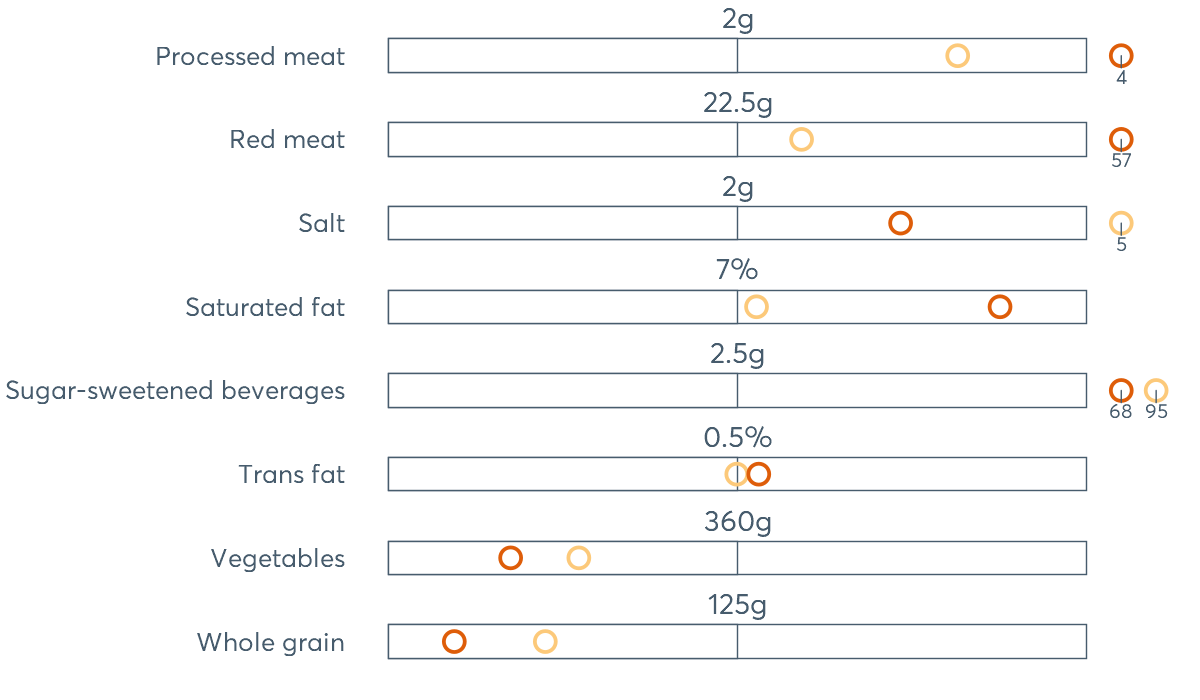 2g
Processed meat
4
22.5g
Red meat
57
2g
Salt
5
7%
Saturated fat
2.5g
Sugar-sweetened beverages
68 95
0.5%
Trans fat
360g
Vegetables
125g
Whole grain